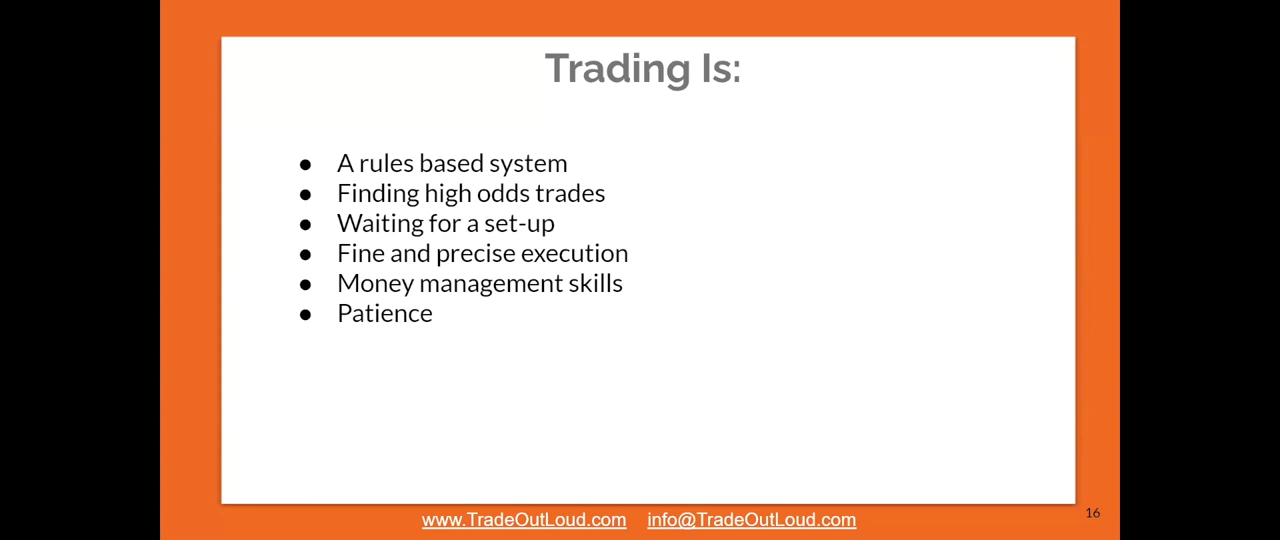 Trading Is:
● A rules based system
● Finding high odds trades
● Waiting for a set-up
● Fine and precise execution
● Money management skills
● Patience
www.TradeOutLoud.com info@TradeOutLoud.com
16